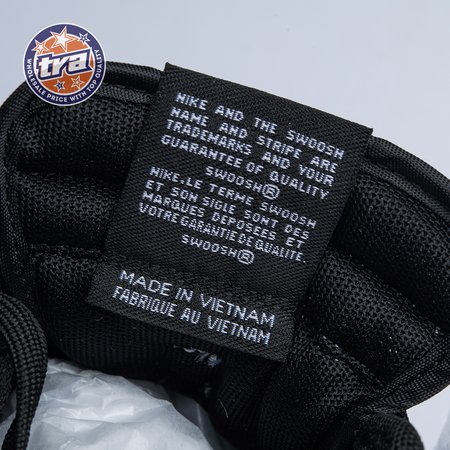 tra
WHOLESALE PRICE WITH TOP QUALITY
NIKE AND THE SWOOSH
NAME AND STRIPE ARE
TRADEMARKS AND YOUR
GUARANTEE OF QUALITY
SWOOSH®
NIKE.LE TERME SWOOSH
ET SON SIGLE SONT DES
MARQUES DEPOSEES ET
VOTRE GARANTIE DE QUALITE.
SWOOSH®
MADE IN VIETNAM
FABRIQUE AU VIETNAM